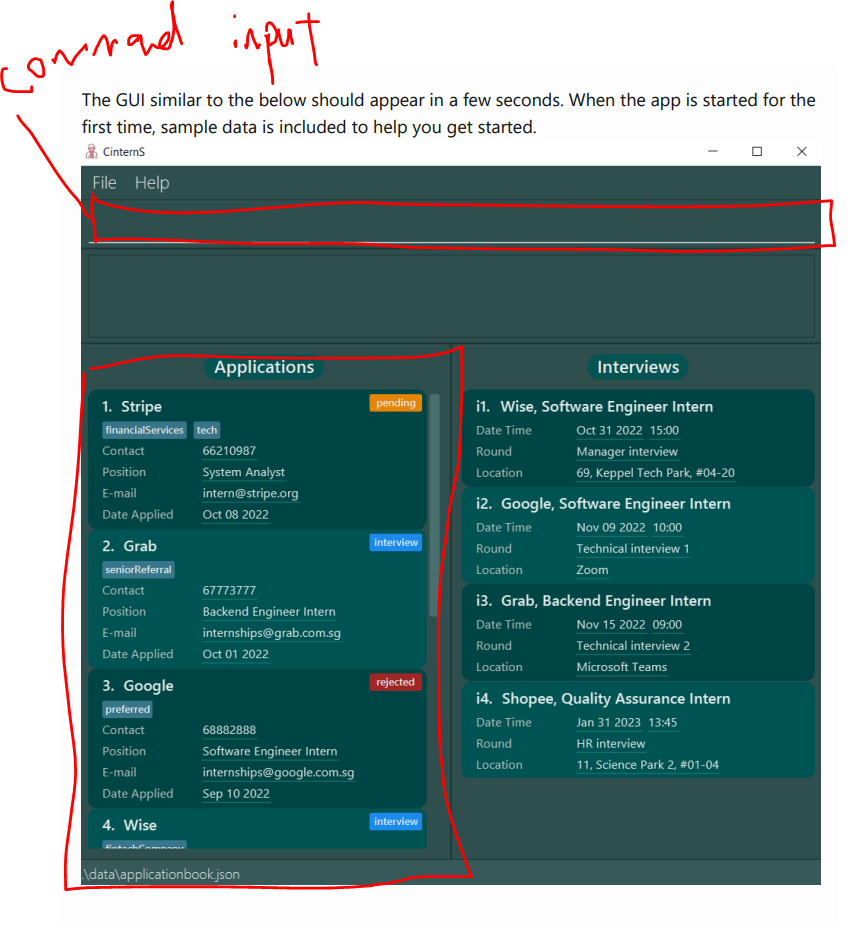 command input
The GUI similar to the below should appear in a few seconds. When the app is started for the
first time, sample data is included to help you get started.
CinternS
File Help
Applications
1. Stripe
pending
financialServices tech
Contact 66210987
Position System Analyst
E-mail intern@stripe.org
Date Applied Oct 08 2022
2. Grab
interview
seniorReferral
Contact 67773777
Position Backend Engineer Intern
E-mail internships@grab.com.sg
Date Applied Oct 01 2022
3. Google
rejected
preferred
Contact 68882888
Position Software Engineer Intern
E-mail internships@google.com.sg
Date Applied Sep 10 2022
4. Wise
interview
fintechCompany
Interviews
i1. Wise, Software Engineer Intern
Date Time Oct 31 2022 15:00
Round Manager interview
Location 69, Keppel Tech Park, #04-20
i2. Google, Software Engineer Intern
Date Time Nov 09 2022 10:00
Round Technical interview 1
Location Zoom
i3. Grab, Backend Engineer Intern
Date Time Nov 15 2022 09:00
Round Technical interview 2
Location Microsoft Teams
i4. Shopee, Quality Assurance Intern
Date Time Jan 31 2023 13:45
Round HR interview
Location 11, Science Park 2, #01-04
.\data\applicationbook.json